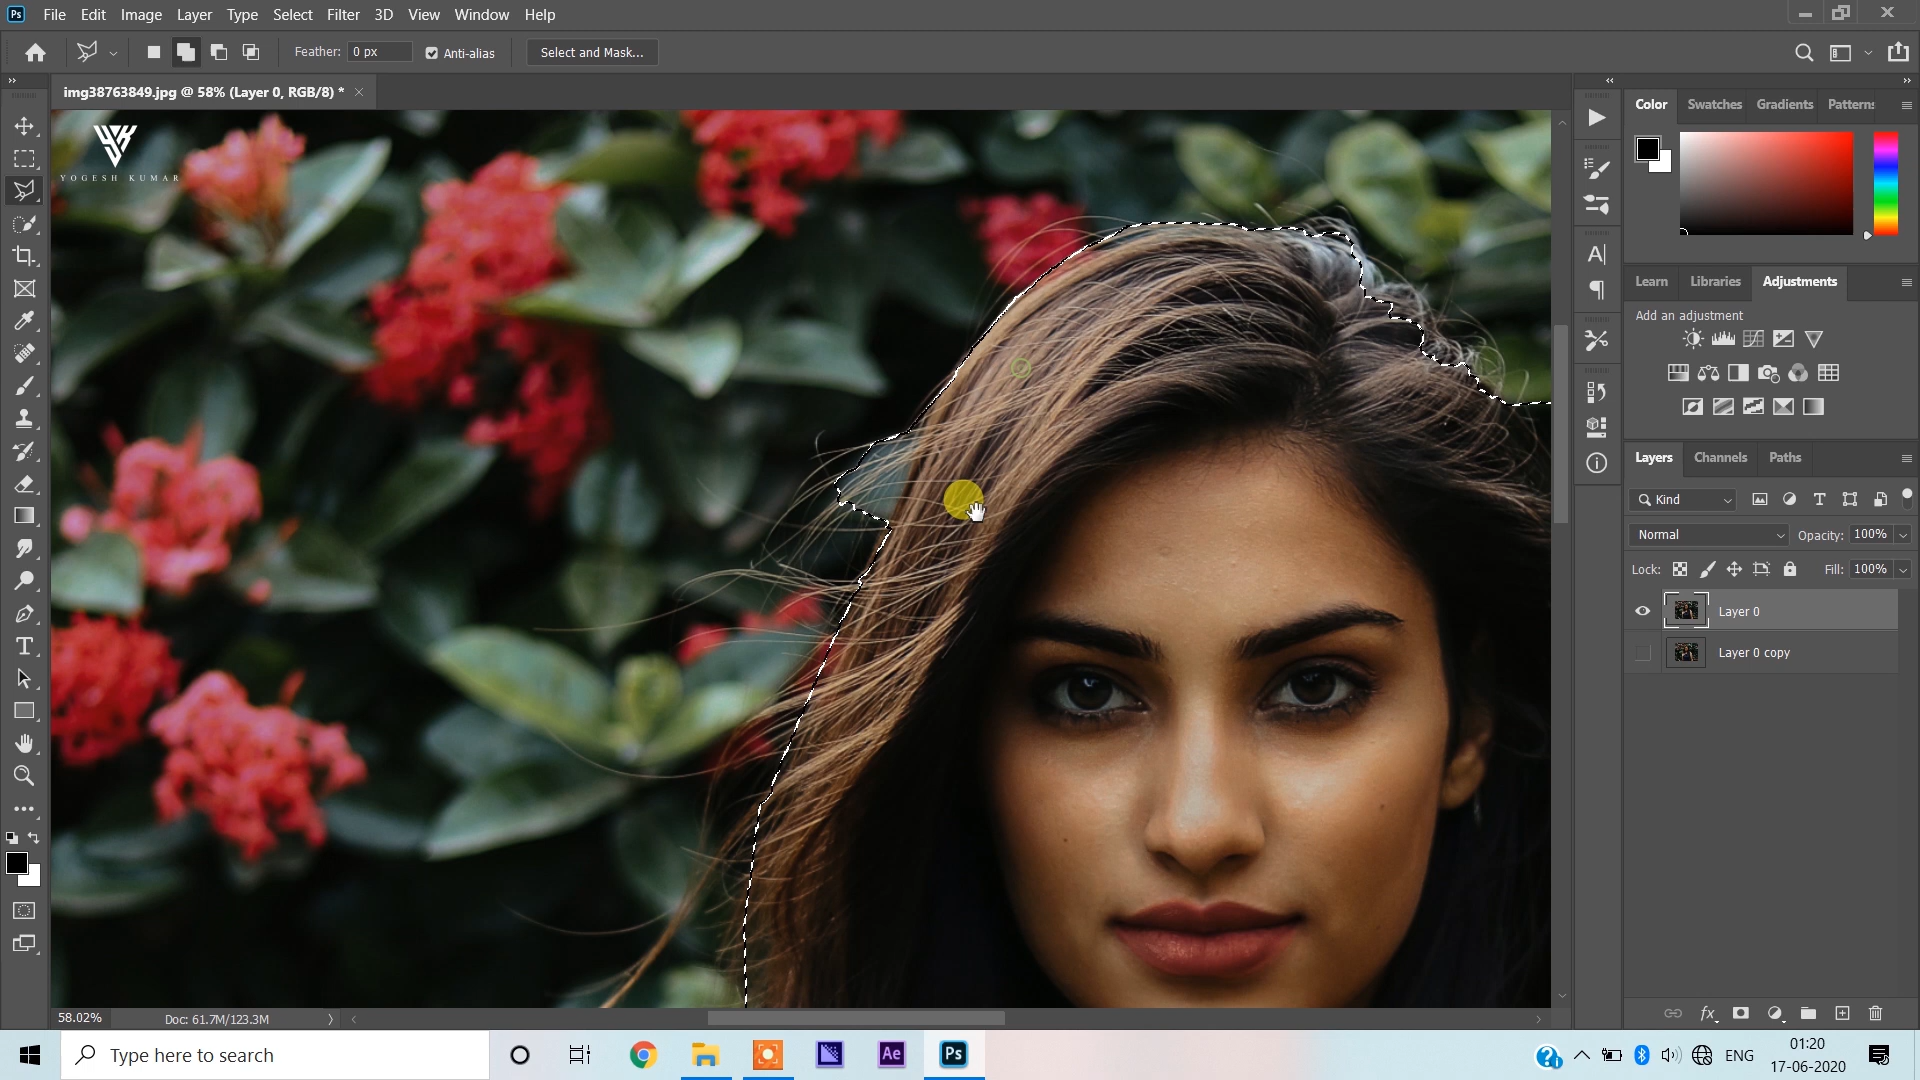 File Edit Image Layer Type Select Filter 3D View Window Help
Feather: 0 px Anti-alias Select and Mask...
img38763849.jpg @ 58% (Layer 0, RGB/8) *
YOGESH KUMAR
Color Swatches Gradients Patterns
Learn Libraries Adjustments
Add an adjustment
Layers Channels Paths
Kind
Normal Opacity: 100%
Lock: Fill: 100%
Layer 0
Layer 0 copy
fx
58.02% Doc: 61.7M/123.3M
Type here to search
Ae Ps
ENG
01:20
17-06-2020